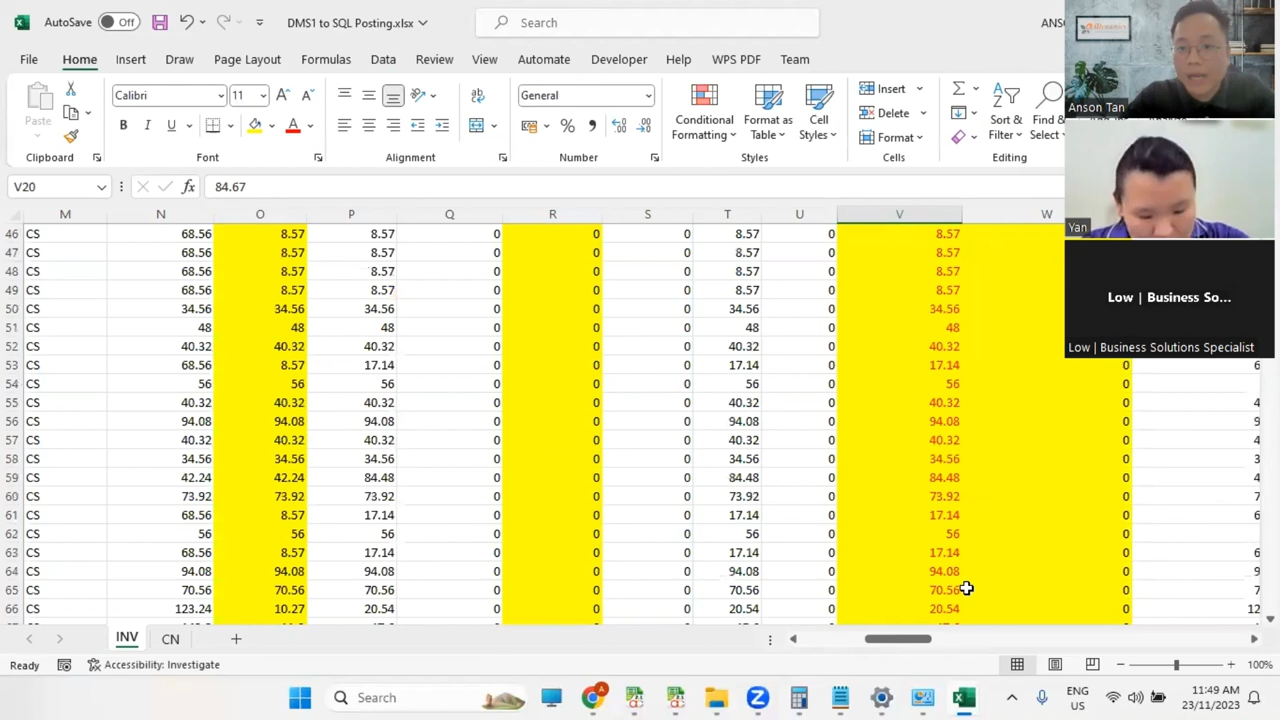 AutoSave Off DMS1 to SQL Posting.xlsx Search ANS
File Home Insert Draw Page Layout Formulas Data Review View Automate Developer Help WPS PDF Team
Paste Calibri 11 General Conditional Formatting Format as Table Cell Styles Insert Delete Format Sort & Filter Find & Select
Clipboard Font Alignment Number Styles Cells Editing
V20 fx 84.67
M N O P Q R S T U V W
46 CS 68.56 8.57 8.57 0 0 0 8.57 0 8.57
47 CS 68.56 8.57 8.57 0 0 0 8.57 0 8.57
48 CS 68.56 8.57 8.57 0 0 0 8.57 0 8.57
49 CS 68.56 8.57 8.57 0 0 0 8.57 0 8.57
50 CS 34.56 34.56 34.56 0 0 0 34.56 0 34.56
51 CS 48 48 48 0 0 0 48 0 48
52 CS 40.32 40.32 40.32 0 0 0 40.32 0 40.32
53 CS 68.56 8.57 17.14 0 0 0 17.14 0 17.14 0 6
54 CS 56 56 56 0 0 0 56 0 56 0
55 CS 40.32 40.32 40.32 0 0 0 40.32 0 40.32 0 4
56 CS 94.08 94.08 94.08 0 0 0 94.08 0 94.08 0 9
57 CS 40.32 40.32 40.32 0 0 0 40.32 0 40.32 0 4
58 CS 34.56 34.56 34.56 0 0 0 34.56 0 34.56 0 3
59 CS 42.24 42.24 84.48 0 0 0 84.48 0 84.48 0 4
60 CS 73.92 73.92 73.92 0 0 0 73.92 0 73.92 0 7
61 CS 68.56 8.57 17.14 0 0 0 17.14 0 17.14 0 6
62 CS 56 56 56 0 0 0 56 0 56 0
63 CS 68.56 8.57 17.14 0 0 0 17.14 0 17.14 0 6
64 CS 94.08 94.08 94.08 0 0 0 94.08 0 94.08 0 9
65 CS 70.56 70.56 70.56 0 0 0 70.56 0 70.56 0 7
66 CS 123.24 10.27 20.54 0 0 0 20.54 0 20.54 0 12
INV CN
Ready Accessibility: Investigate 100%
Search ENG US 11:49 AM 23/11/2023
Anson Tan
Yan
Low | Business So...
Low | Business Solutions Specialist